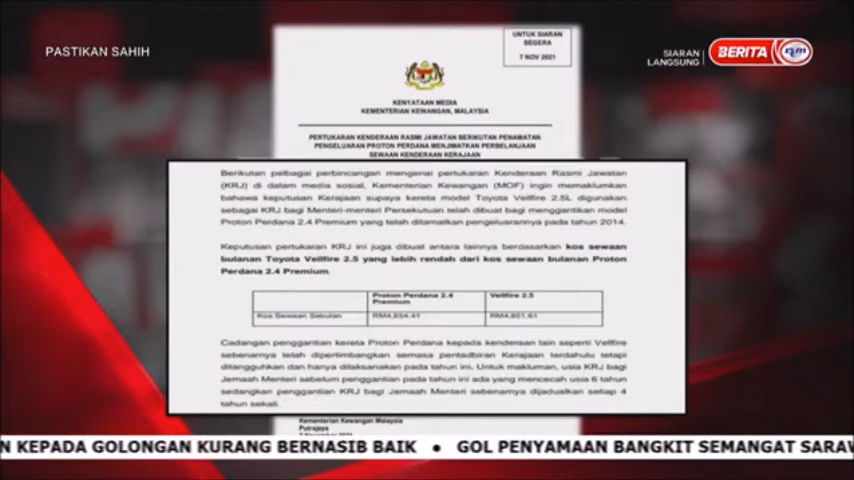 PASTIKAN SAHIH
UNTUK SIARAN
SEGERA
7 NOV 2021
SIARAN
LANGSUNG
BERITA
rtm
KENYATAAN MEDIA
KEMENTERIAN KEWANGAN, MALAYSIA
PERTUKARAN KENDERAAN RASMI JAWATAN BERIKUTAN PENAMATAN
PENGELUARAN PROTON PERDANA MENJIMATKAN PERBELANJAAN
SEWAAN KENDERAAN KERAJAAN
Berikutan pelbagai perbincangan mengenai pertukaran Kenderaan Rasmi Jawatan
(KRJ) di dalam media sosial, Kementerian Kewangan (MOF) ingin memaklumkan
bahawa keputusan Kerajaan supaya kereta model Toyota Vellfire 2.5L digunakan
sebagai KRJ bagi Menteri-menteri Persekutuan telah dibuat bagi menggantikan model
Proton Perdana 2.4 Premium yang telah ditamatkan pengeluarannya pada tahun 2014.
Keputusan pertukaran KRJ ini juga dibuat antara lainnya berdasarkan kos sewaan
bulanan Toyota Vellfire 2.5 yang lebih rendah dari kos sewaan bulanan Proton
Perdana 2.4 Premium.
Proton Perdana 2.4 Premium Vellfire 2.5
Kos Sewaan Sebulan RM4,854.41 RM4,851.61
Cadangan penggantian kereta Proton Perdana kepada kenderaan lain seperti Vellfire
sebenarnya telah dipertimbangkan semasa pentadbiran Kerajaan terdahulu tetapi
ditangguhkan dan hanya dilaksanakan pada tahun ini. Untuk makluman, usia KRJ bagi
Jemaah Menteri sebelum penggantian pada tahun ini ada yang mencecah usia 6 tahun
sedangkan penggantian KRJ bagi Jemaah Menteri sebenarnya dijadualkan setiap 4
tahun sekali.
Kementerian Kewangan Malaysia
Putrajaya
N KEPADA GOLONGAN KURANG BERNASIB BAIK • GOL PENYAMAAN BANGKIT SEMANGAT SARAW